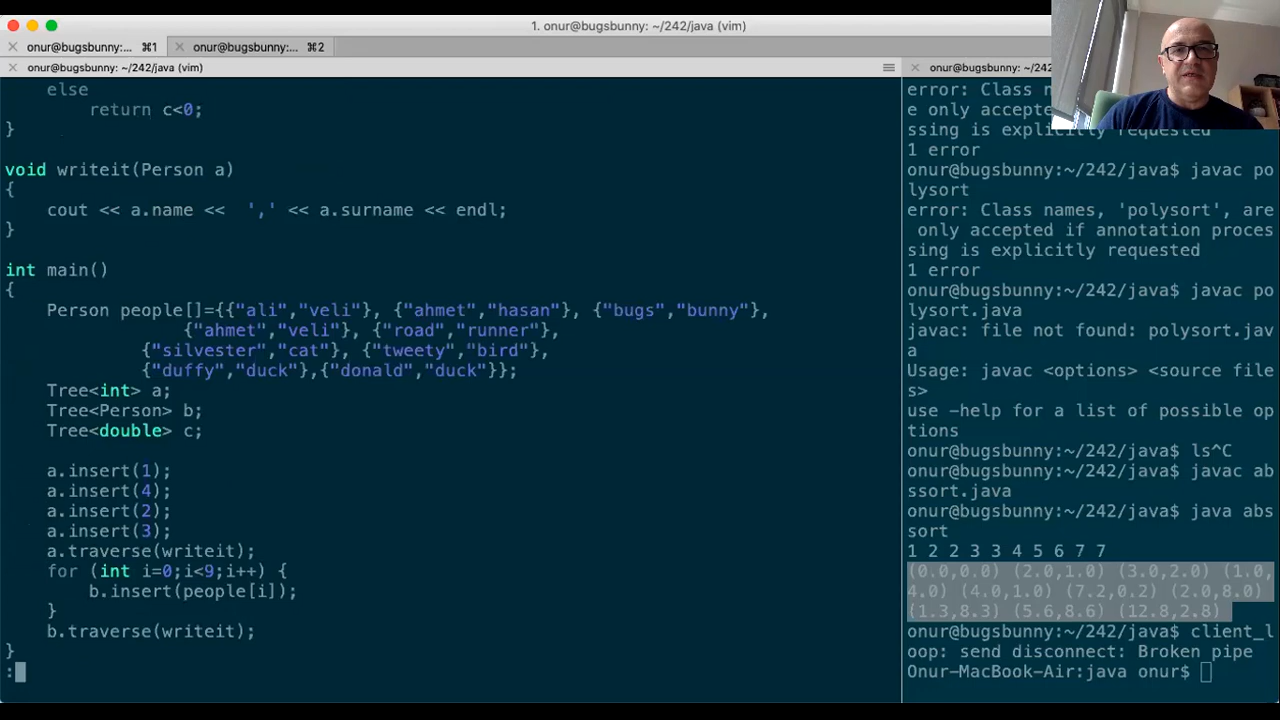 1. onur@bugsbunny: ~/242/java (vim)
onur@bugsbunny:... ⌘1
onur@bugsbunny:... ⌘2
onur@bugsbunny: ~/242/java (vim)
    else
        return c<0;
}
void writeit(Person a)
{
    cout << a.name <<  ',' << a.surname << endl;
}
int main()
{
    Person people[]={{"ali","veli"}, {"ahmet","hasan"}, {"bugs","bunny"},
                 {"ahmet","veli"}, {"road","runner"},
             {"silvester","cat"}, {"tweety","bird"},
             {"duffy","duck"},{"donald","duck"}};
    Tree<int> a;
    Tree<Person> b;
    Tree<double> c;
    a.insert(1);
    a.insert(4);
    a.insert(2);
    a.insert(3);
    a.traverse(writeit);
    for (int i=0;i<9;i++) {
        b.insert(people[i]);
    }
    b.traverse(writeit);
}
:
onur@bugsbunny: ~/242/java
error: Class n
e only accepted
ssing is explicitly requested
1 error
onur@bugsbunny:~/242/java$ javac po
lysort
error: Class names, 'polysort', are
 only accepted if annotation proces
sing is explicitly requested
1 error
onur@bugsbunny:~/242/java$ javac po
lysort.java
javac: file not found: polysort.jav
a
Usage: javac <options> <source file
s>
use -help for a list of possible op
tions
onur@bugsbunny:~/242/java$ ls^C
onur@bugsbunny:~/242/java$ javac ab
ssort.java
onur@bugsbunny:~/242/java$ java abs
sort
1 2 2 3 3 4 5 6 7 7
(0.0,0.0) (2.0,1.0) (3.0,2.0) (1.0,
4.0) (4.0,1.0) (7.2,0.2) (2.0,8.0)
(1.3,8.3) (5.6,8.6) (12.8,2.8)
onur@bugsbunny:~/242/java$ client_l
oop: send disconnect: Broken pipe
Onur-MacBook-Air:java onur$